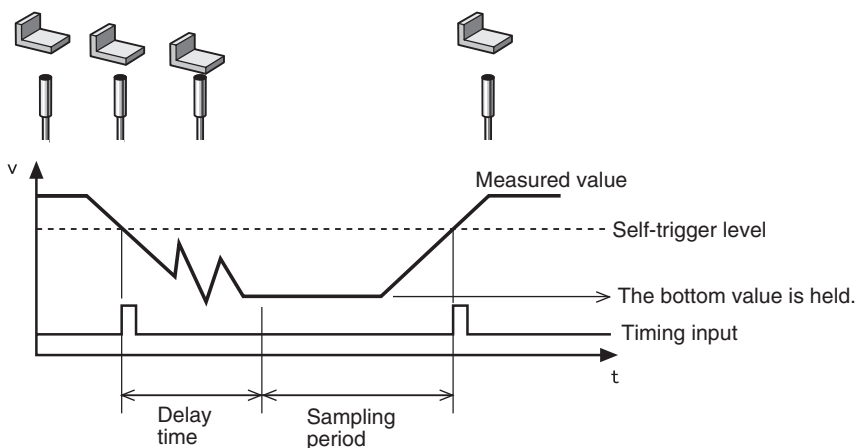 v
Measured value
Self-trigger level
The bottom value is held.
Timing input
t
Delay
time
Sampling
period